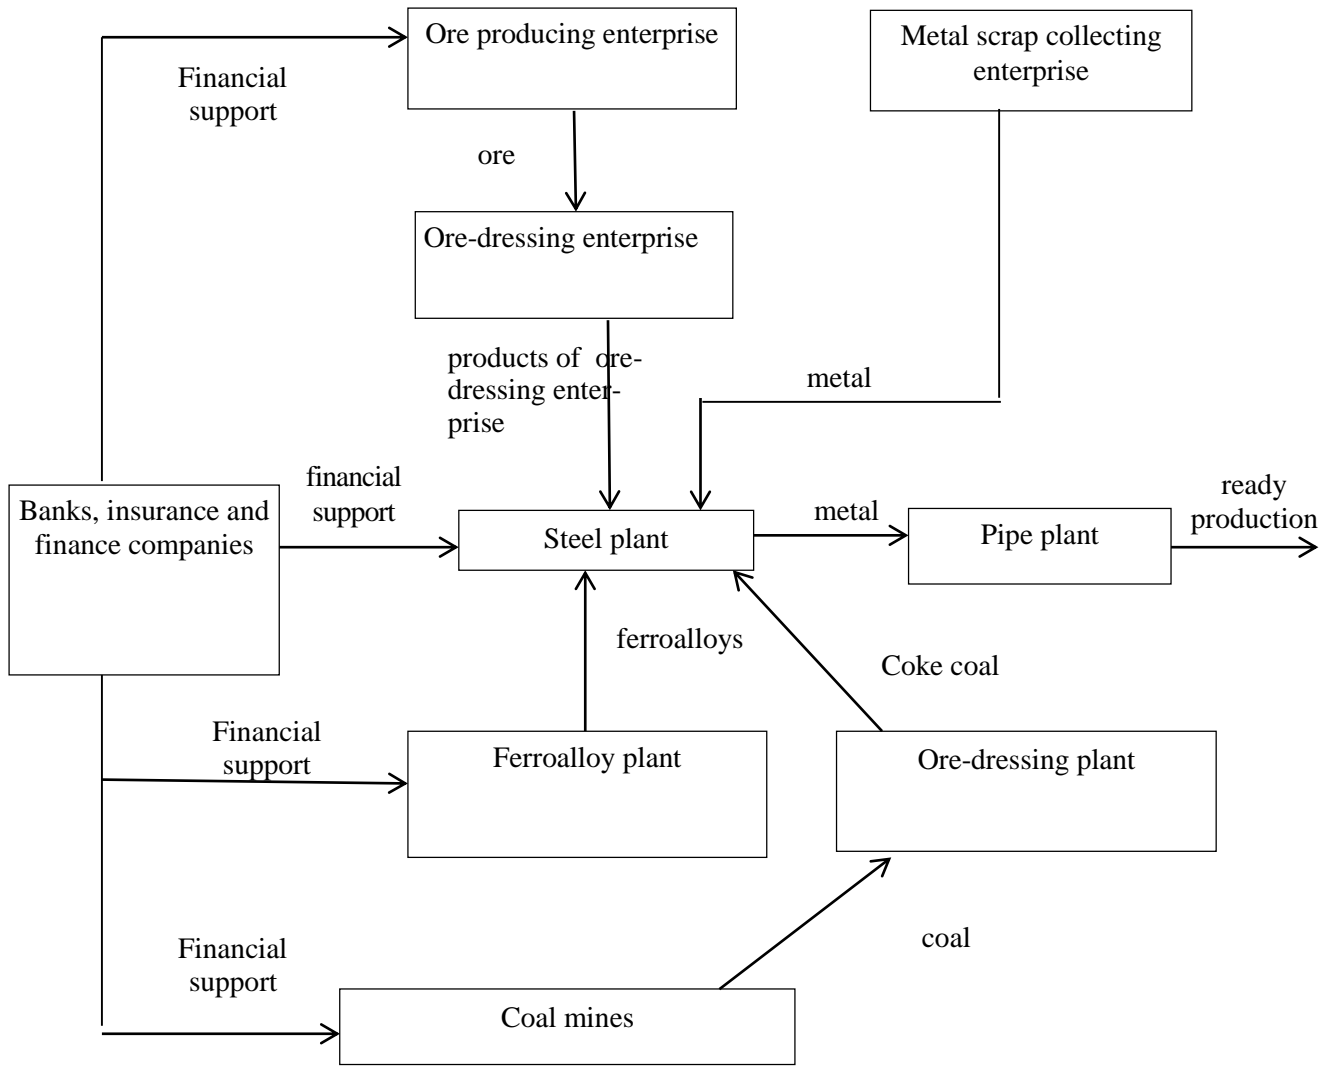 Ore producing enterprise
Metal scrap collecting
enterprise
Financial
support
ore
Ore-dressing enterprise
products of ore-
dressing enter-
prise
metal
financial
support
Banks, insurance and
finance companies
Steel plant
metal
Pipe plant
ready
production
ferroalloys
Coke coal
Financial
support
Ferroalloy plant
Ore-dressing plant
Financial
support
coal
Coal mines